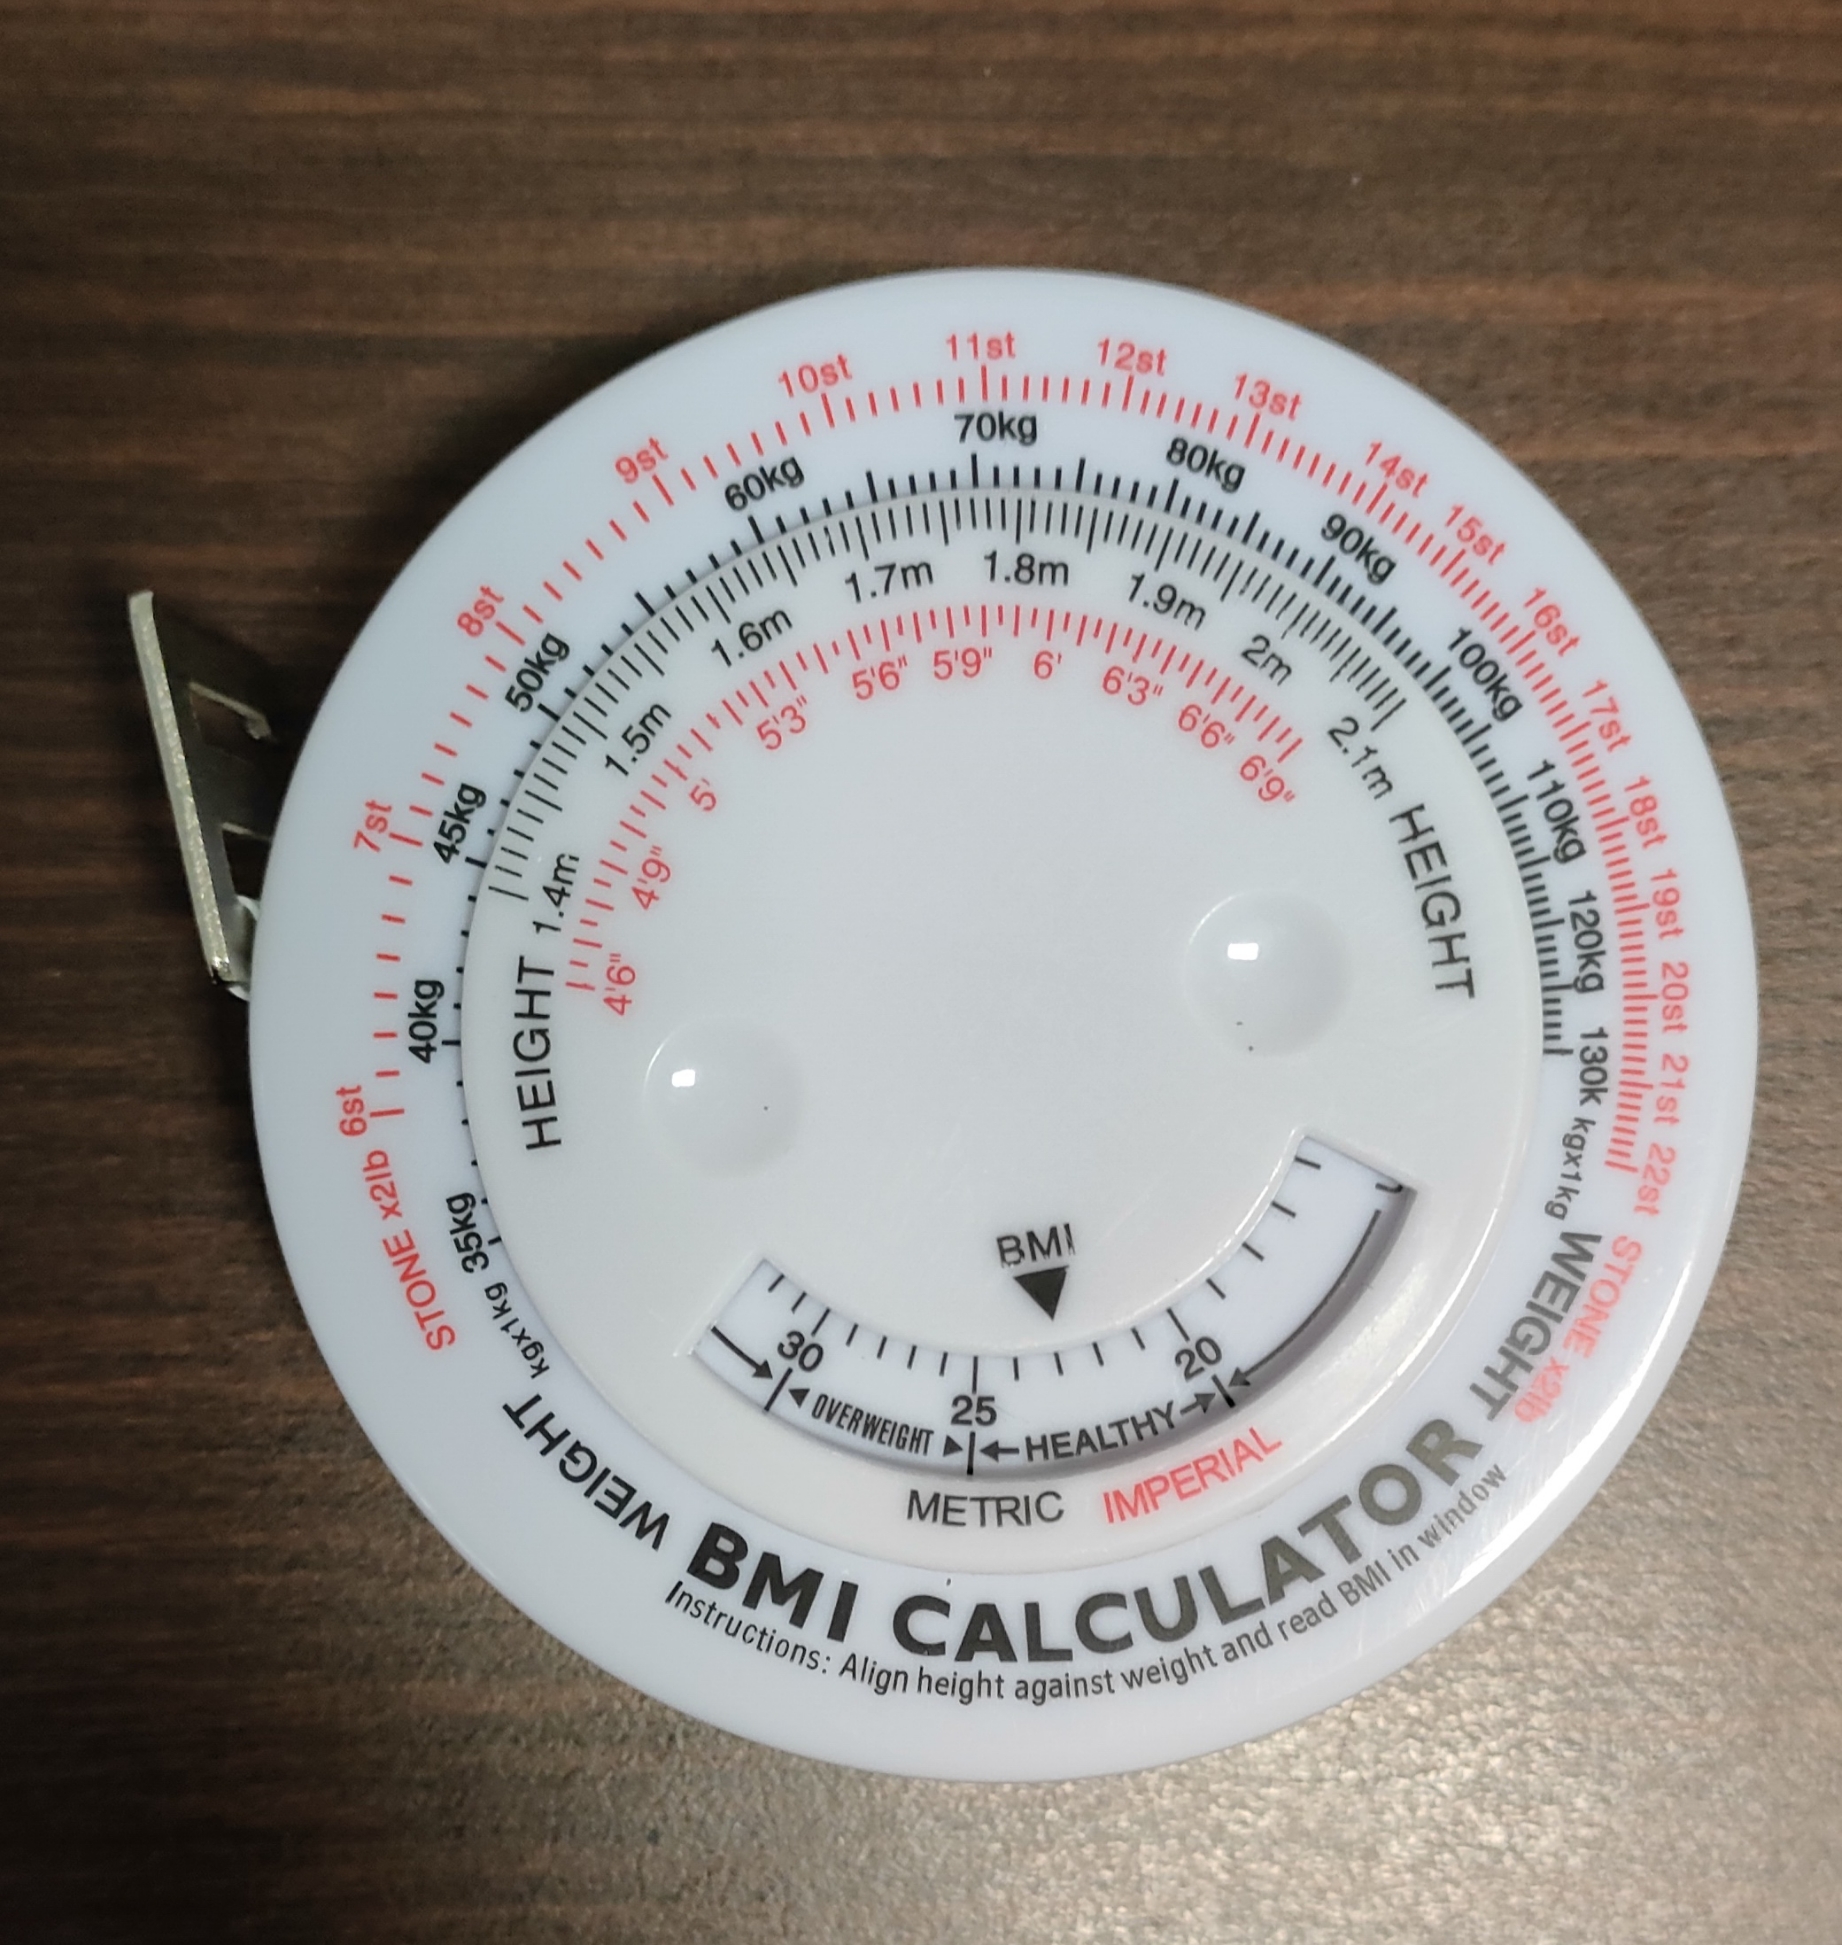 6st 7st 8st 9st 10st 11st 12st 13st 14st 15st 16st 17st 18st 19st 20st 21st 22st
STONE x2lb
STONE x2lb
35kg 40kg 45kg 50kg 60kg 70kg 80kg 90kg 100kg 110kg 120kg 130k
kgx1kg
kgx1kg
WEIGHT
WEIGHT
HEIGHT 1.4m 1.5m 1.6m 1.7m 1.8m 1.9m 2m 2.1m HEIGHT
4'6" 4'9" 5' 5'3" 5'6" 5'9" 6' 6'3" 6'6" 6'9"
BMI
30 25 20
OVERWEIGHT HEALTHY
METRIC IMPERIAL
BMI CALCULATOR
Instructions: Align height against weight and read BMI in window